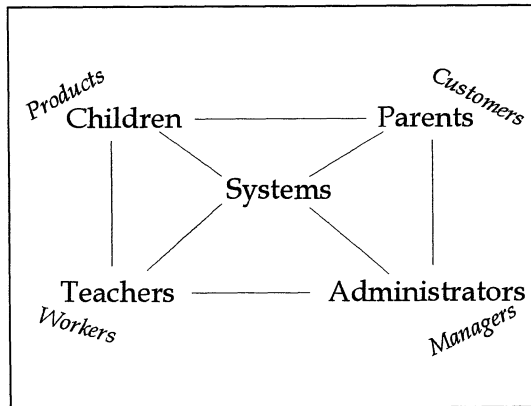 Products
Customers
Children
Parents
Systems
Teachers
Administrators
Workers
Managers